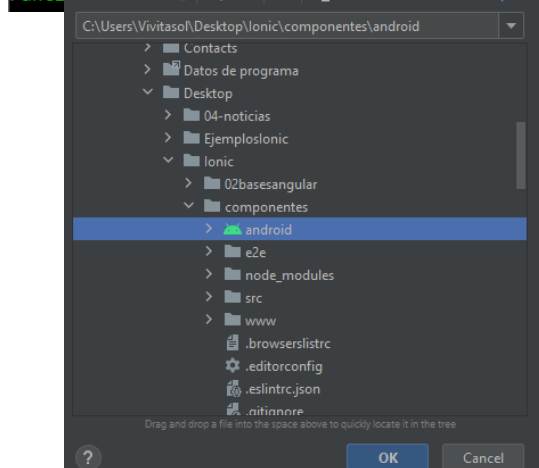 C:\Users\Vivitasol\Desktop\Ionic\componentes\android
Contacts
Datos de programa
Desktop
04-noticias
EjemplosIonic
Ionic
02basesangular
componentes
android
e2e
node_modules
src
www
.browserslistrc
.editorconfig
.eslintrc.json
.gitignore
Drag and drop a file into the space above to quickly locate it in the tree
?
OK
Cancel